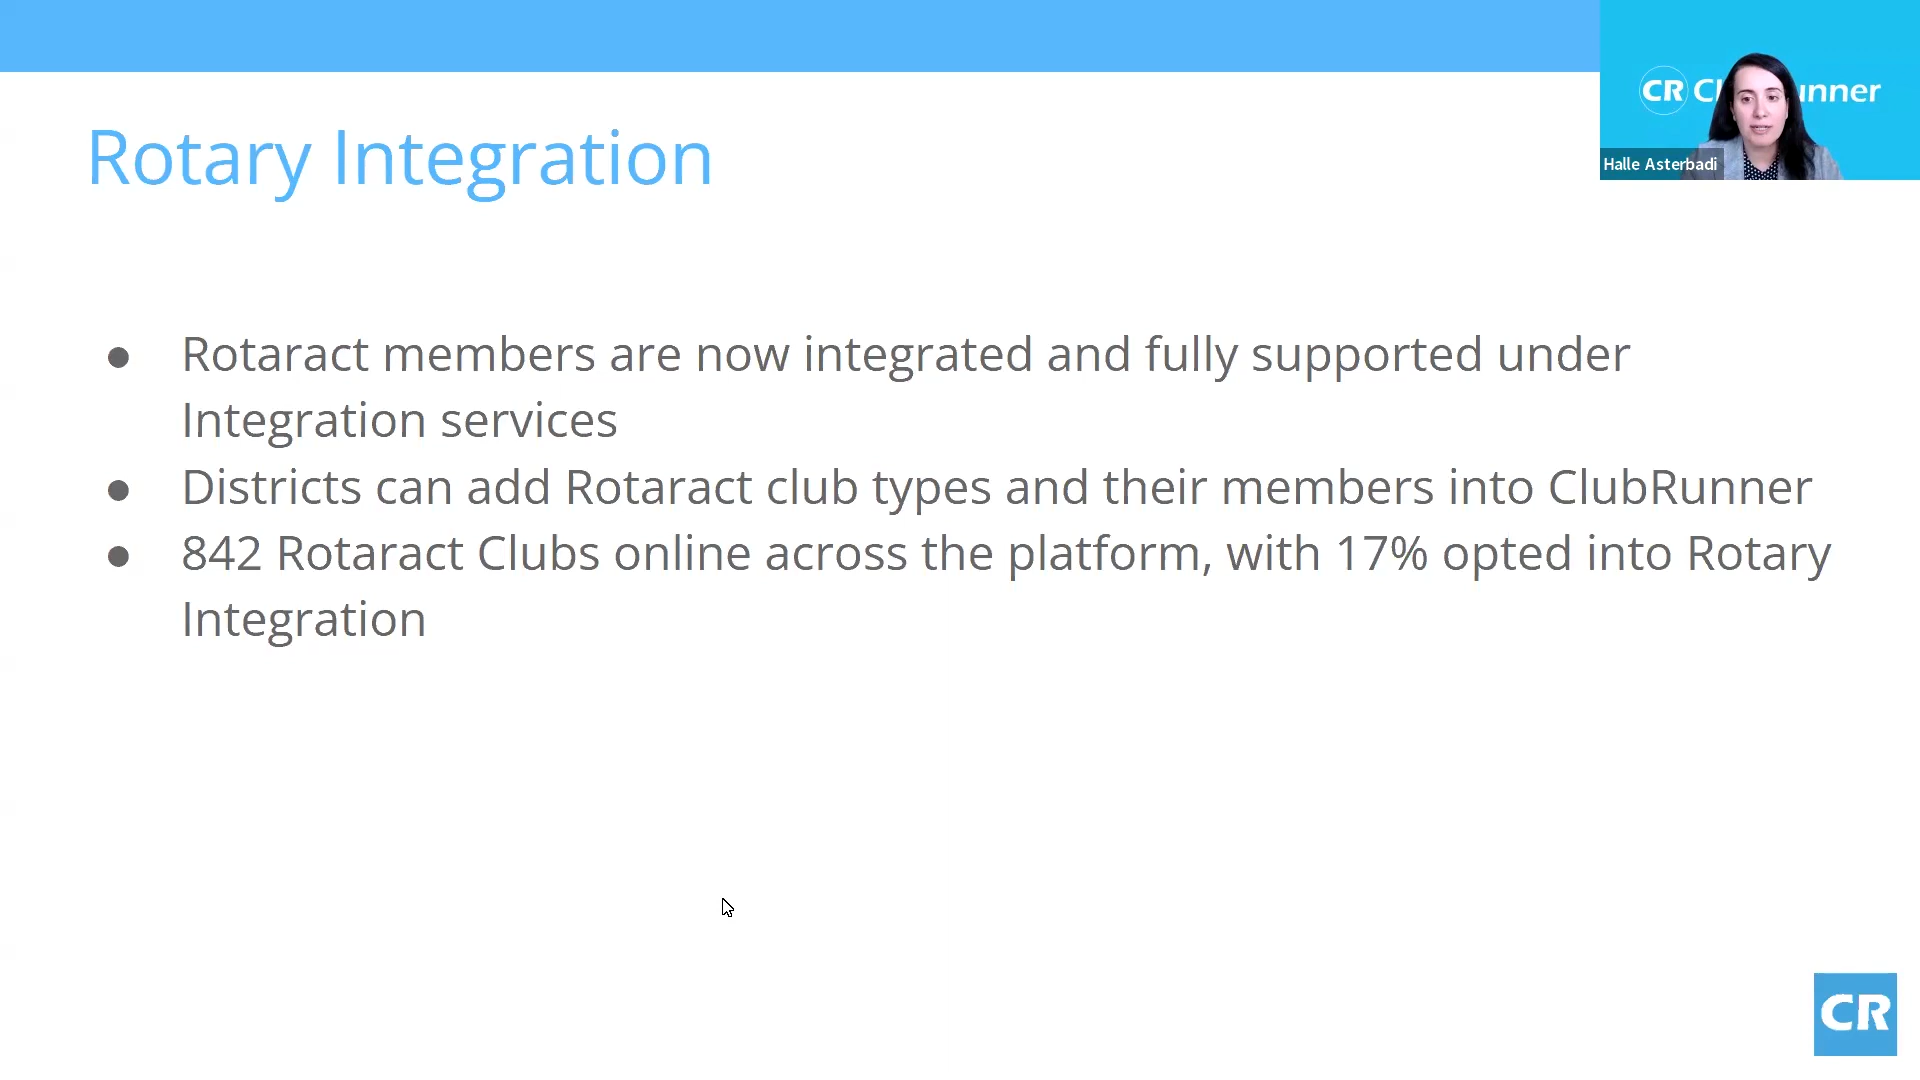 CR Cl unner
Halle Asterbadi
Rotary Integration
● Rotaract members are now integrated and fully supported under
Integration services
● Districts can add Rotaract club types and their members into ClubRunner
● 842 Rotaract Clubs online across the platform, with 17% opted into Rotary
Integration
CR